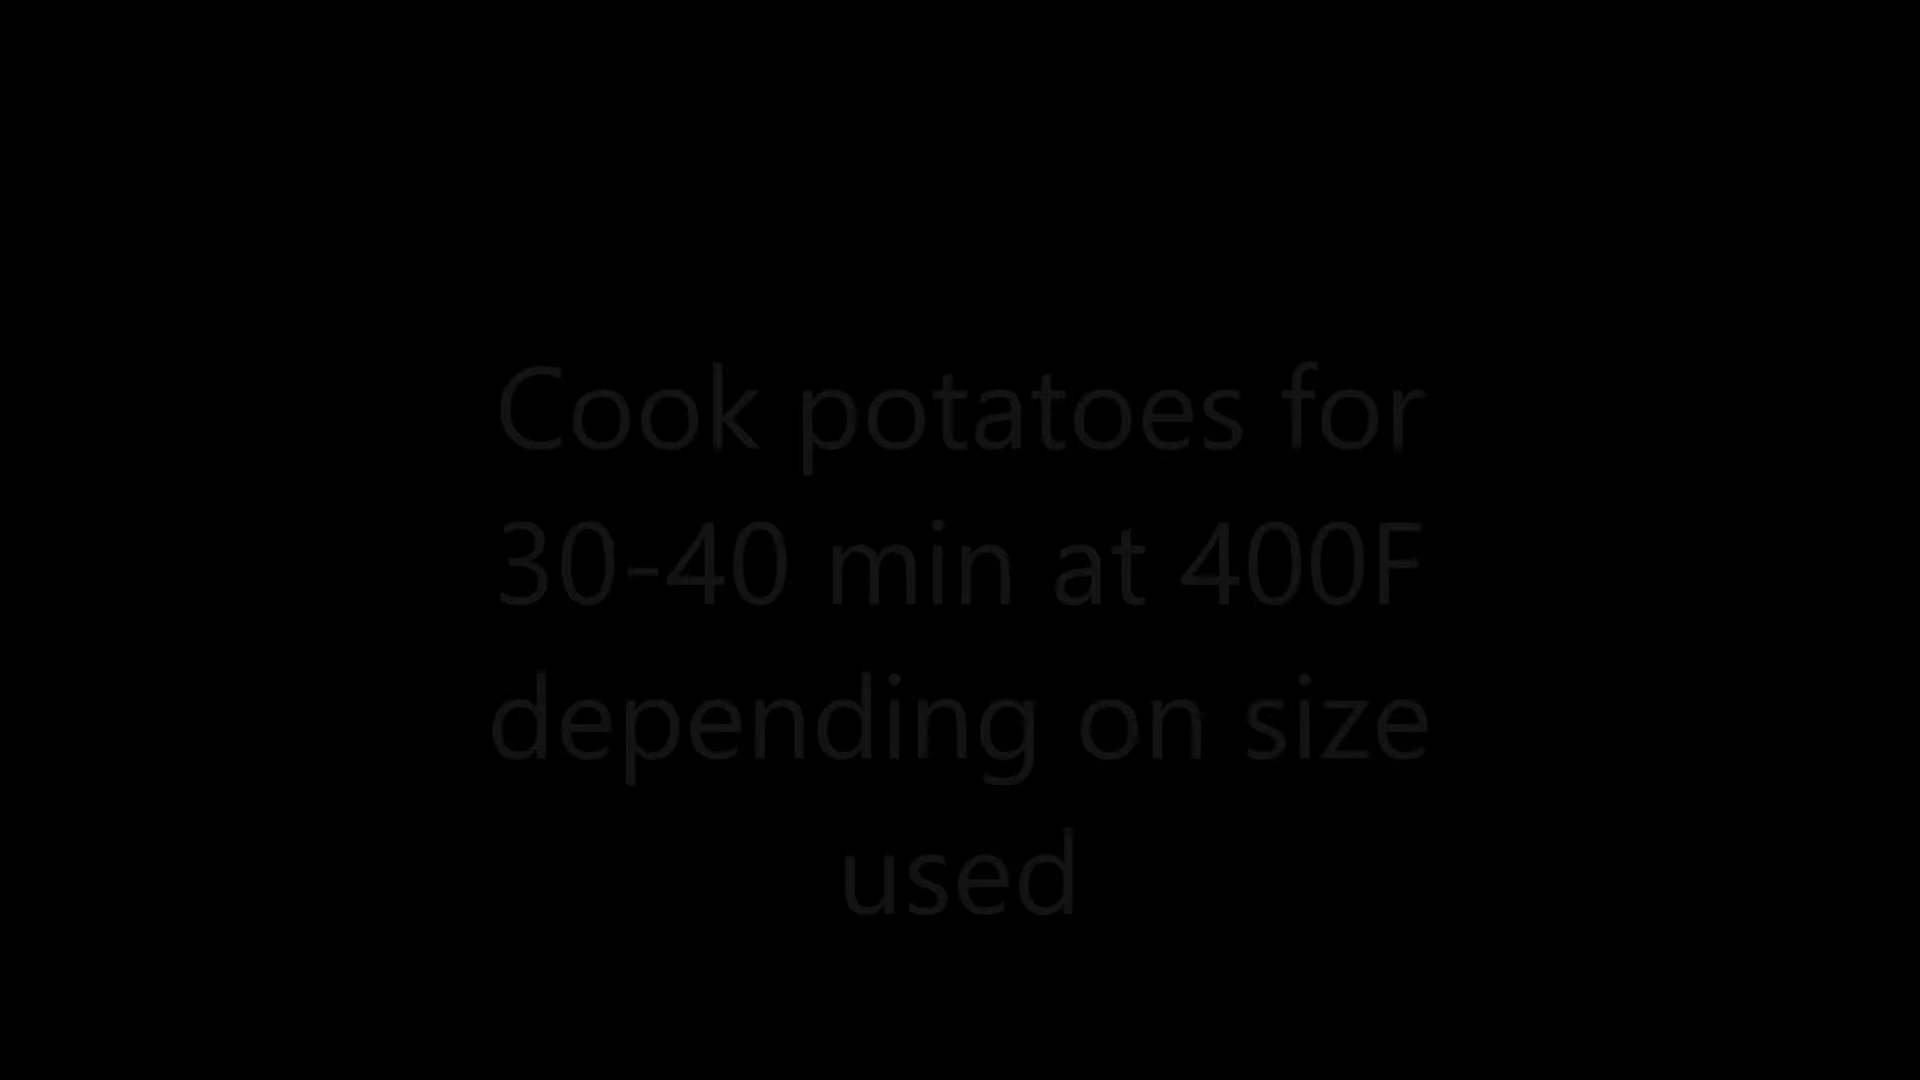 Cook potatoes for
30-40 min at 400F
depending on size
used